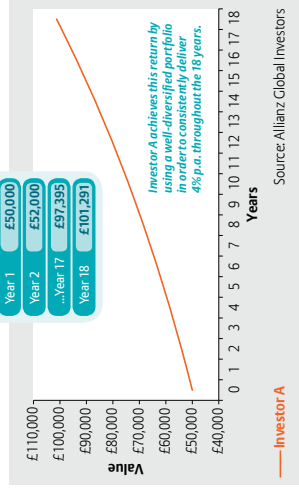 Year 1 £50,000
Year 2 £52,000
...Year 17 £97,395
Year 18 £101,291
£110,000
£100,000
£90,000
£80,000
£70,000
£60,000
£50,000
£40,000
Value
Investor A achieves this return by
using a well-diversified portfolio
in order to consistently deliver
4% p.a. throughout the 18 years.
0 1 2 3 4 5 6 7 8 9 10 11 12 13 14 15 16 17 18
Years
Investor A
Source: Allianz Global Investors